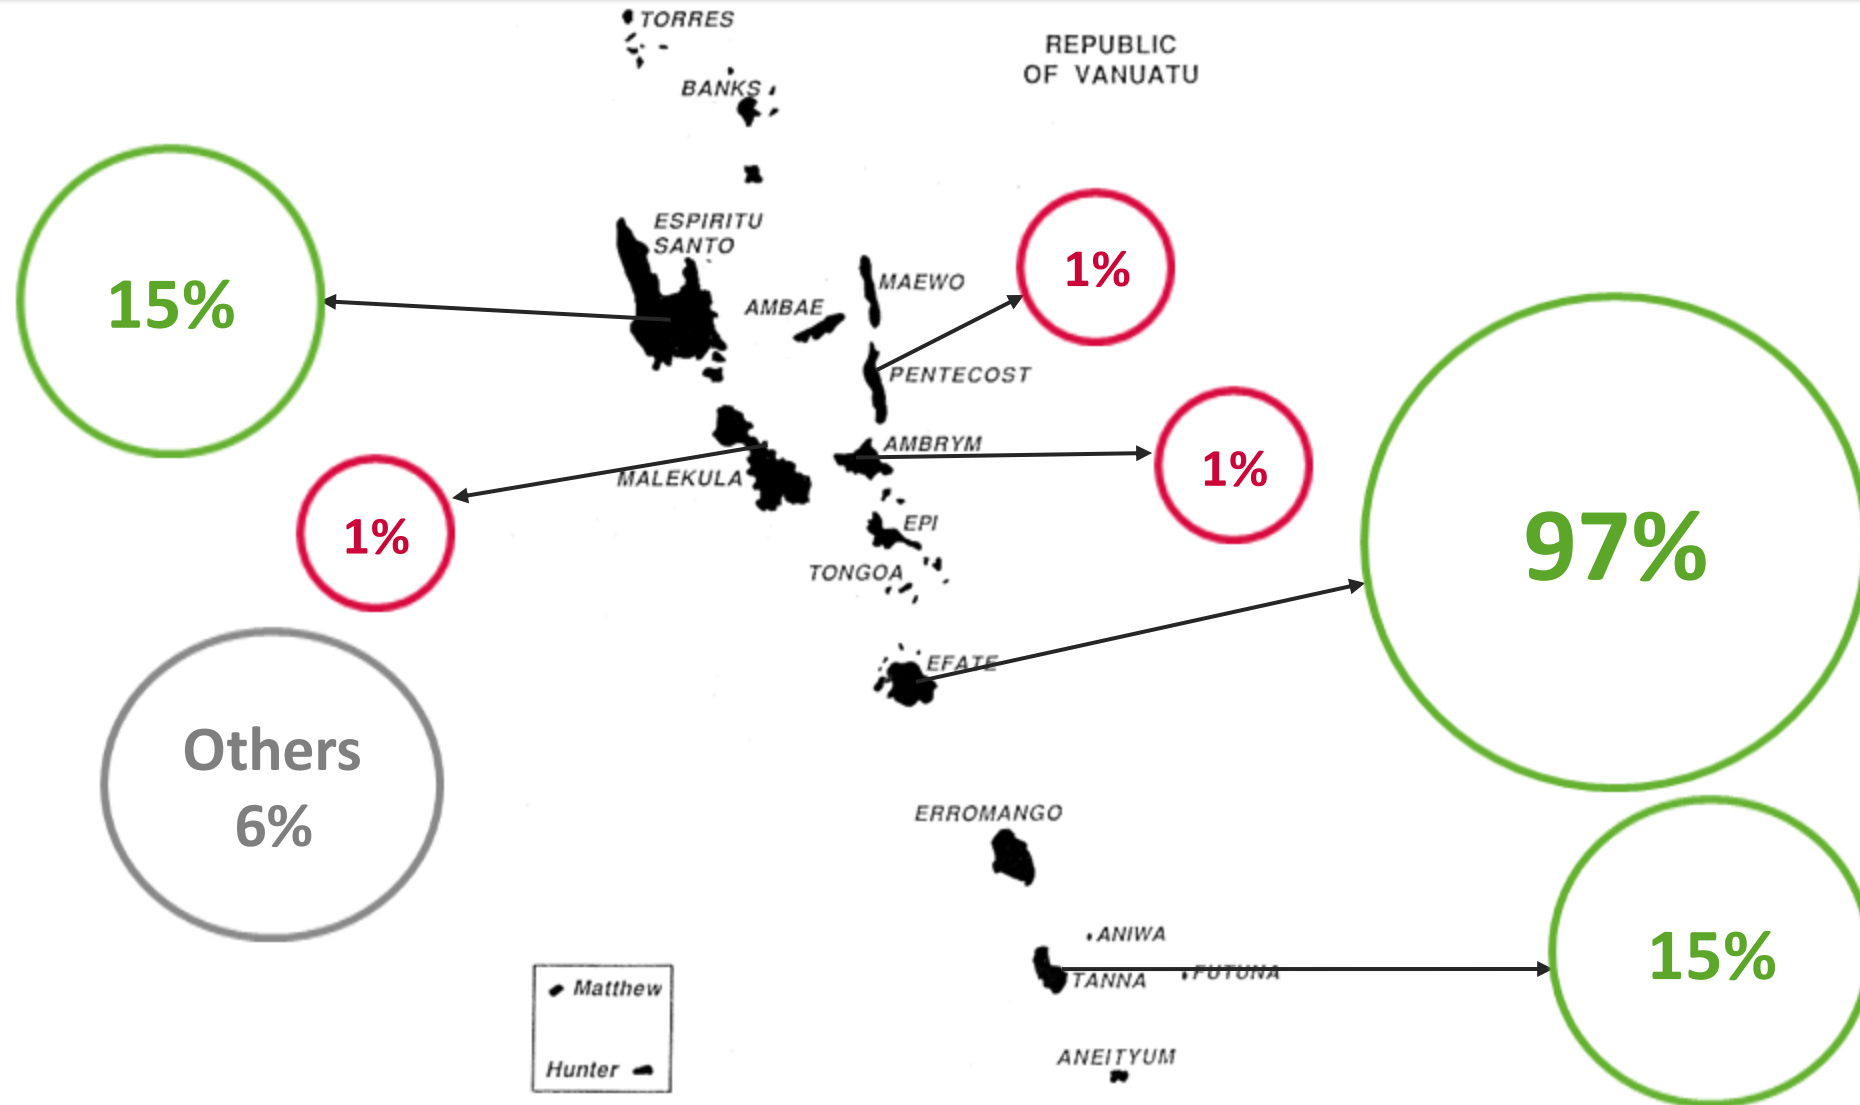 TORRES
REPUBLIC
OF VANUATU
BANKS
ESPIRITU
SANTO
1%
MAEWO
15%
AMBAE
PENTECOST
AMBRYM
1%
MALEKULA
1%
EPI
97%
TONGOA
EFATE
Others
6%
ERROMANGO
ANIWA
TANNA
FUTUNA
15%
Matthew
Hunter
ANEITYUM